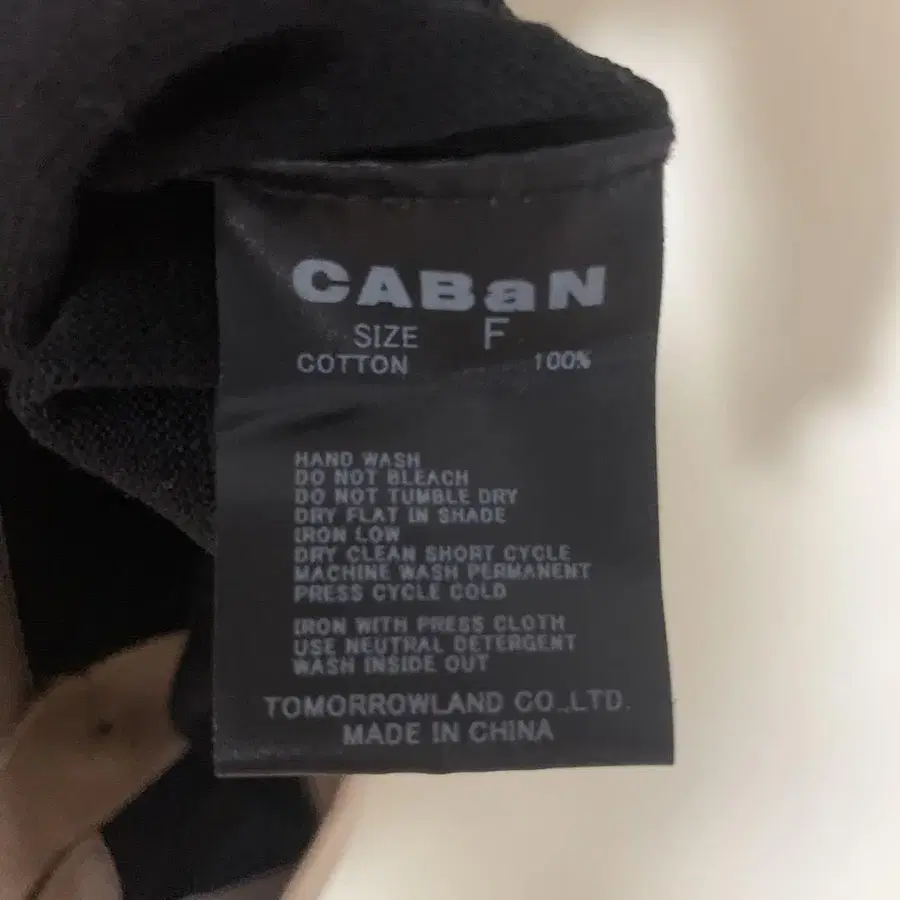 CABaN
SIZE F
COTTON 100%
HAND WASH
DO NOT BLEACH
DO NOT TUMBLE DRY
DRY FLAT IN SHADE
IRON LOW
DRY CLEAN SHORT CYCLE
MACHINE WASH PERMANENT
PRESS CYCLE COLD
IRON WITH PRESS CLOTH
USE NEUTRAL DETERGENT
WASH INSIDE OUT
TOMORROWLAND CO.,LTD.
MADE IN CHINA